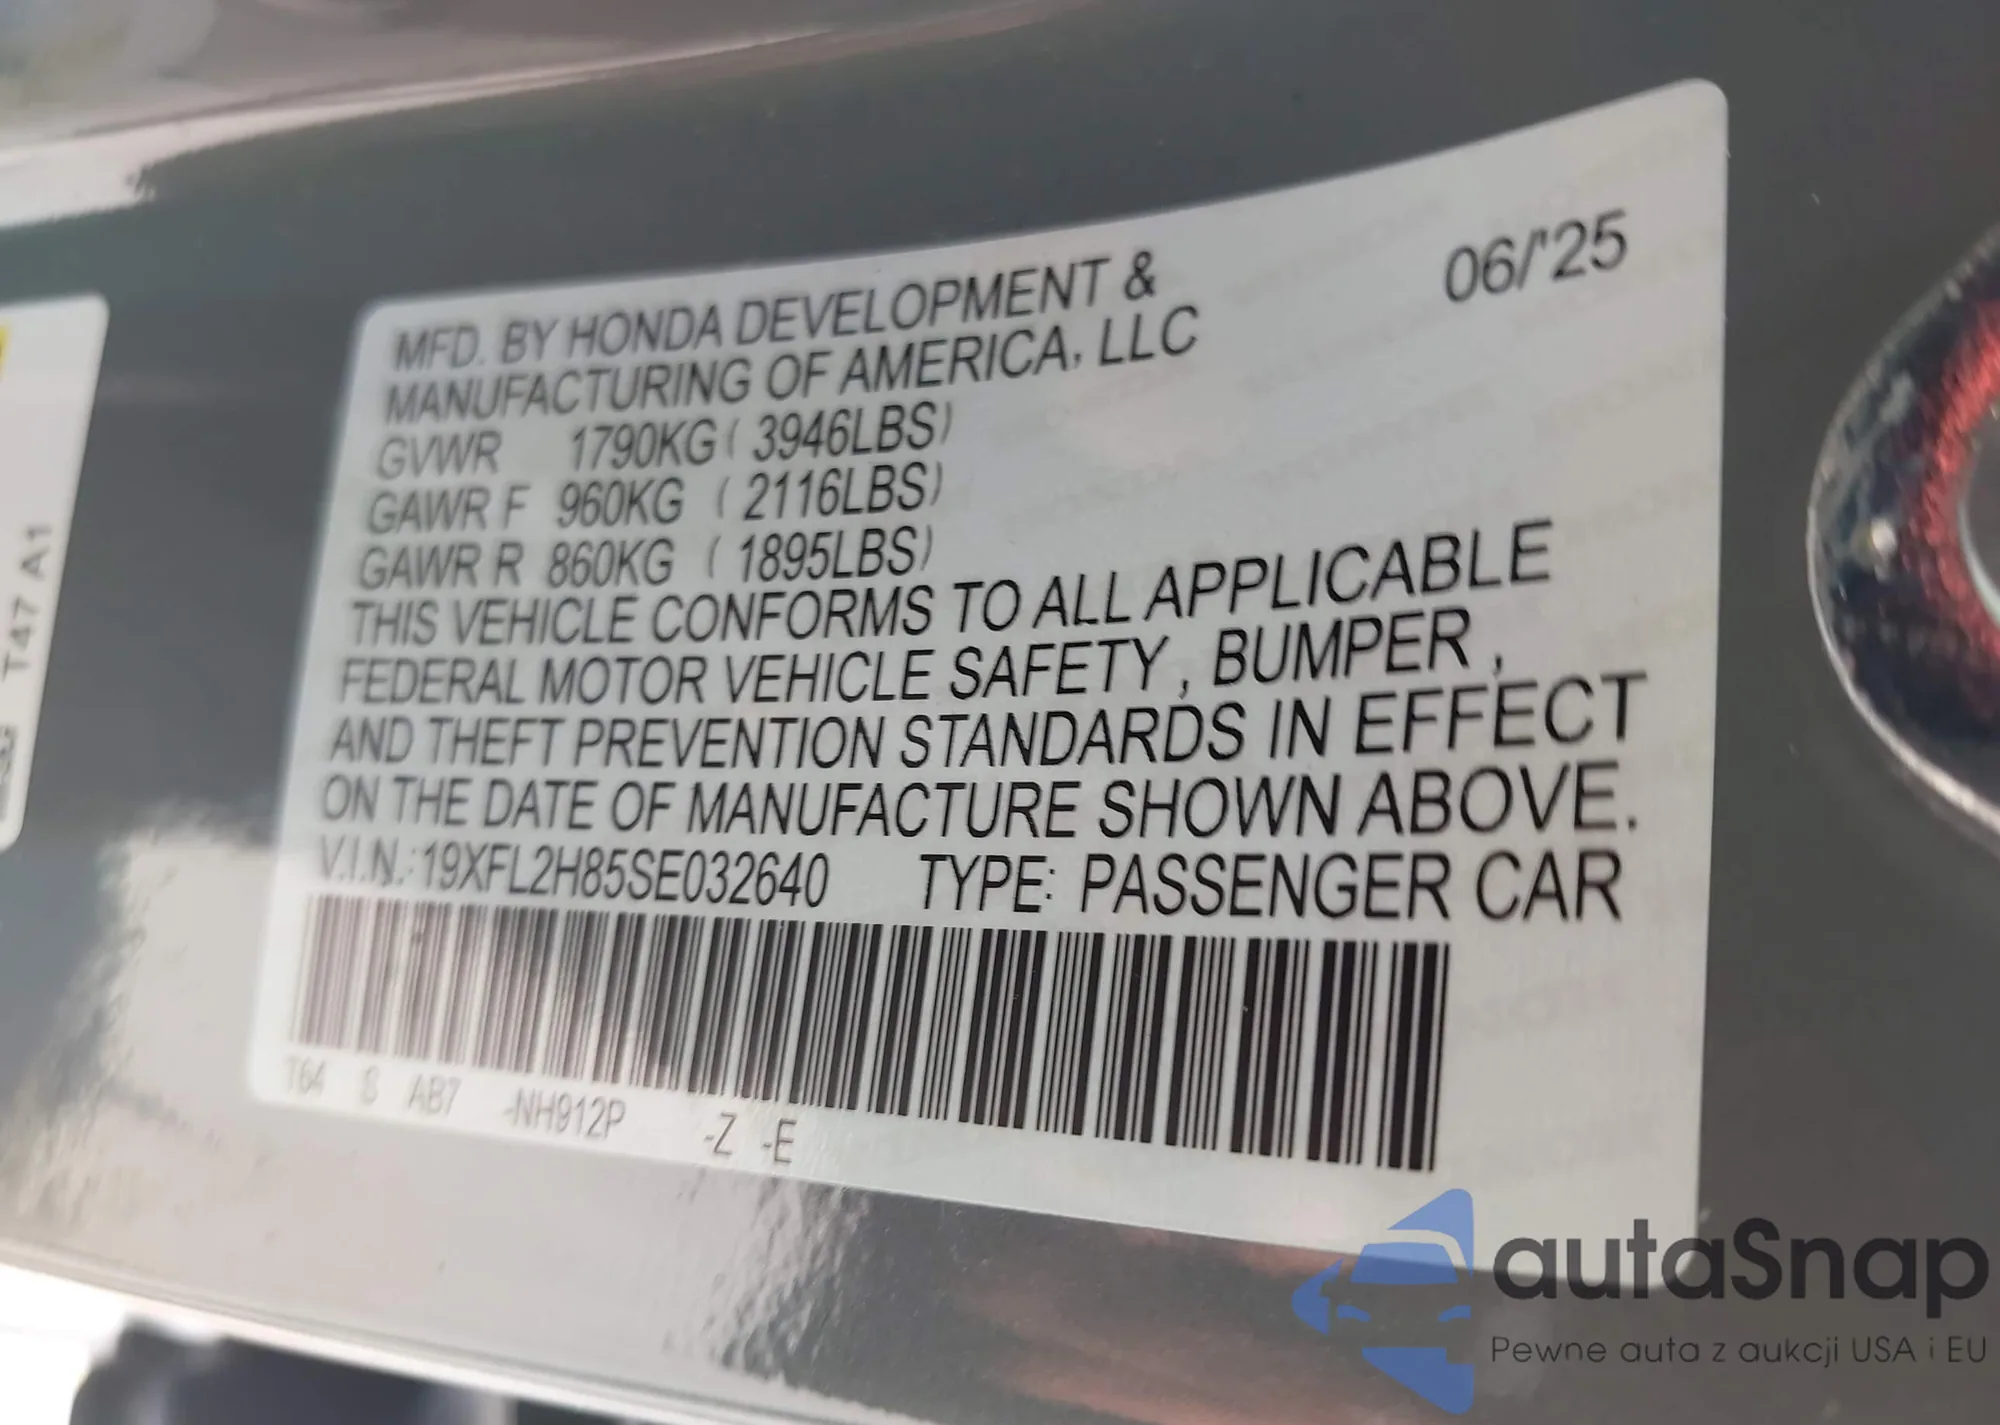 06/'25
MFD. BY HONDA DEVELOPMENT &
MANUFACTURING OF AMERICA, LLC
GVWR 1790KG ( 3946LBS)
GAWR F 960KG ( 2116LBS)
GAWR R 860KG ( 1895LBS)
THIS VEHICLE CONFORMS TO ALL APPLICABLE
FEDERAL MOTOR VEHICLE SAFETY , BUMPER ,
AND THEFT PREVENTION STANDARDS IN EFFECT
ON THE DATE OF MANUFACTURE SHOWN ABOVE.
V.I.N.: 19XFL2H85SE032640 TYPE: PASSENGER CAR
T64 S AB7 -NH912P -Z -E
T47 A1
autaSnap
Pewne auta z aukcji USA i EU